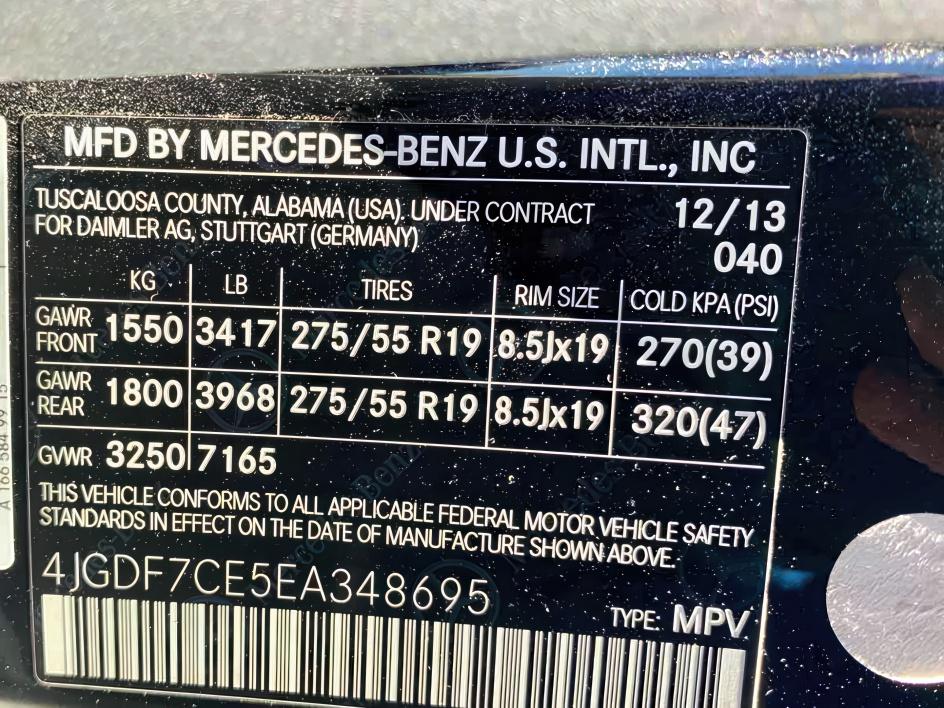 MFD BY MERCEDES-BENZ U.S. INTL., INC
TUSCALOOSA COUNTY, ALABAMA (USA). UNDER CONTRACT
FOR DAIMLER AG, STUTTGART (GERMANY)
12/13
040
KG LB TIRES RIM SIZE COLD KPA (PSI)
GAWR FRONT 1550 3417 275/55 R19 8.5Jx19 270(39)
GAWR REAR 1800 3968 275/55 R19 8.5Jx19 320(47)
GVWR 3250 7165
THIS VEHICLE CONFORMS TO ALL APPLICABLE FEDERAL MOTOR VEHICLE SAFETY
STANDARDS IN EFFECT ON THE DATE OF MANUFACTURE SHOWN ABOVE.
4JGDF7CE5EA348695
TYPE: MPV
A 166 584 99 15